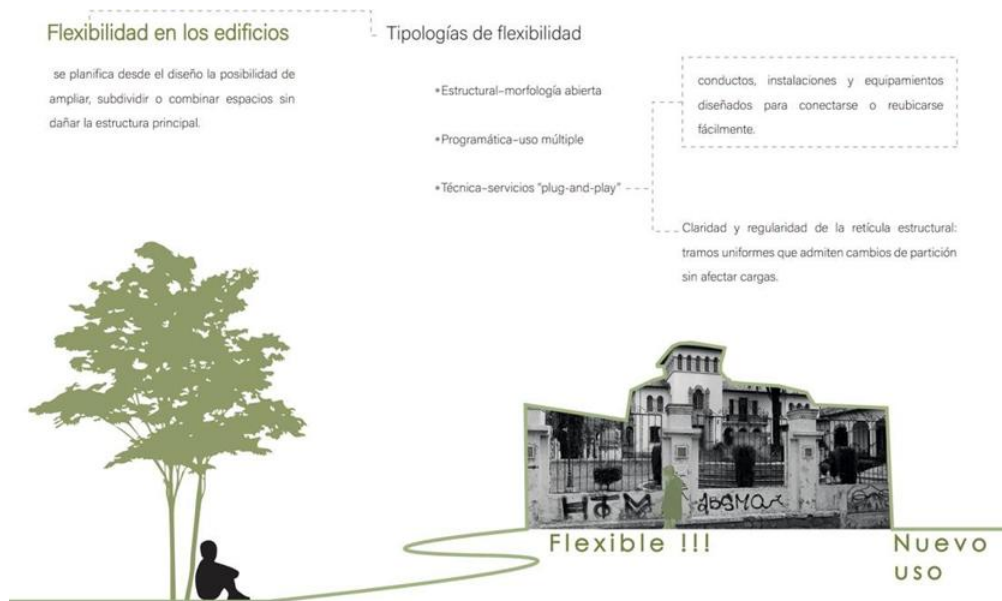 Flexibilidad en los edificios
se planifica desde el diseño la posibilidad de
ampliar, subdividir o combinar espacios sin
dañar la estructura principal.
Tipologías de flexibilidad
•Estructural–morfología abierta
•Programática–uso múltiple
•Técnica–servicios "plug-and-play"
conductos, instalaciones y equipamientos
diseñados para conectarse o reubicarse
fácilmente.
Claridad y regularidad de la retícula estructural:
tramos uniformes que admiten cambios de partición
sin afectar cargas.
HTM
Flexible !!!
Nuevo
uso